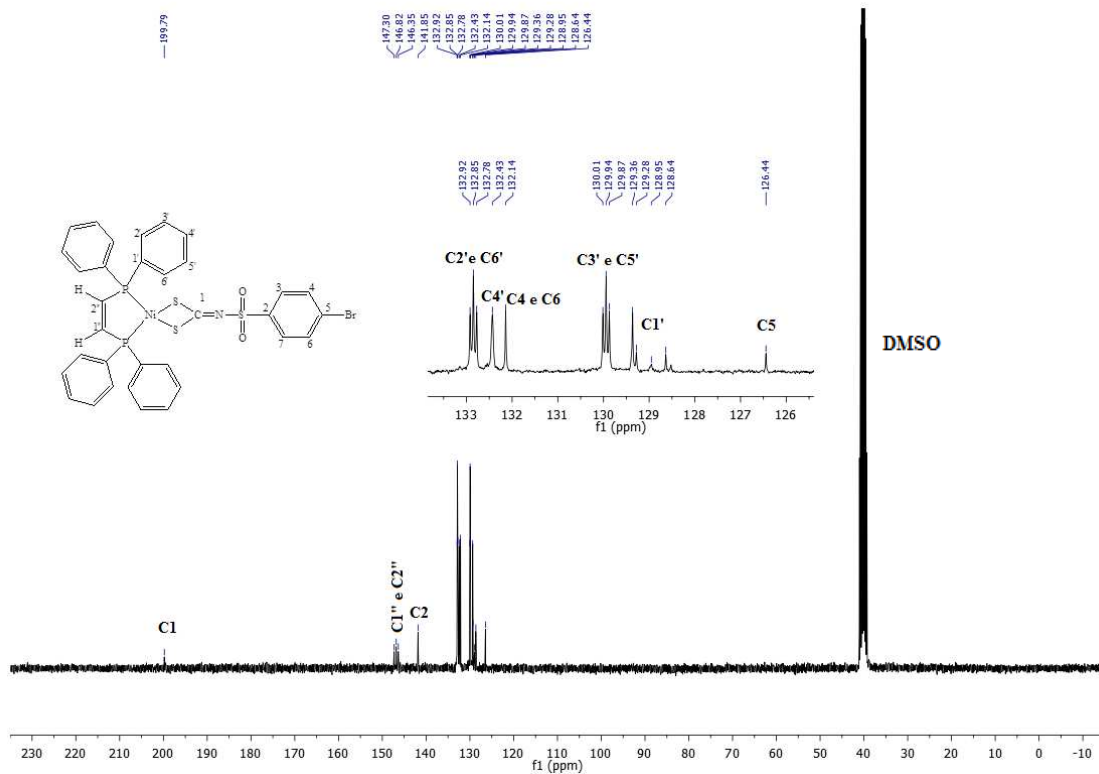 199.79
147.30
146.82
146.35
141.85
132.92
132.85
132.78
132.43
132.14
130.01
129.94
129.87
129.36
129.28
128.95
128.64
126.44
132.92
132.85
132.78
132.43
132.14
130.01
129.94
129.87
129.36
129.28
128.95
128.64
126.44
C2'e C6'
C4'
C4 e C6
C3' e C5'
C1'
C5
133 132 131 130 129 128 127 126
f1 (ppm)
3'
2' 4'
1' 5'
6'
H P S 1 O 3 4
2" Ni C N S 2 5 Br
1" S O 7 6
H P
DMSO
C1
C1" e C2"
C2
230 220 210 200 190 180 170 160 150 140 130 120 110 100 90 80 70 60 50 40 30 20 10 0 -10
f1 (ppm)